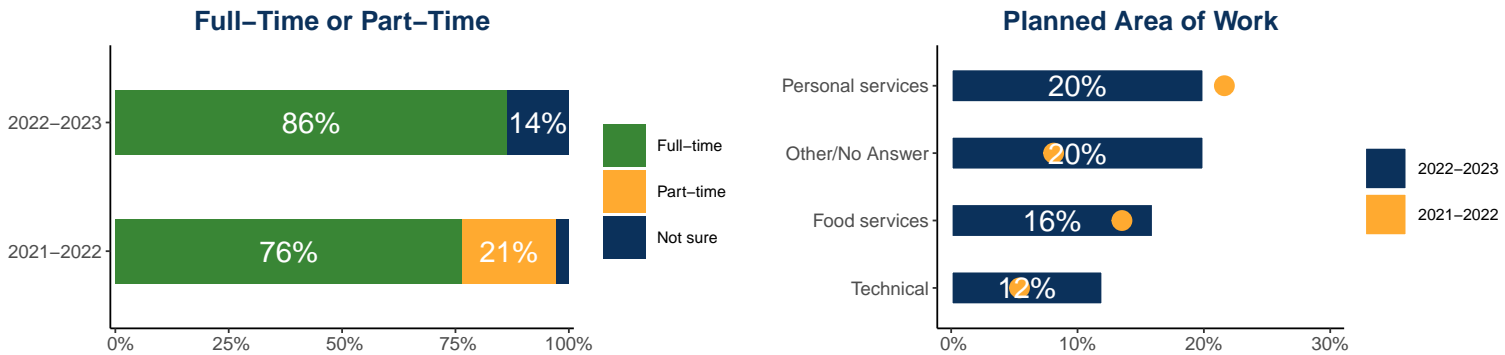 Full–Time or Part–Time
2022–2023
86%
14%
2021–2022
76%
21%
0%
25%
50%
75%
100%
Full–time
Part–time
Not sure
Planned Area of Work
Personal services
20%
Other/No Answer
20%
Food services
16%
Technical
12%
0%
10%
20%
30%
2022–2023
2021–2022